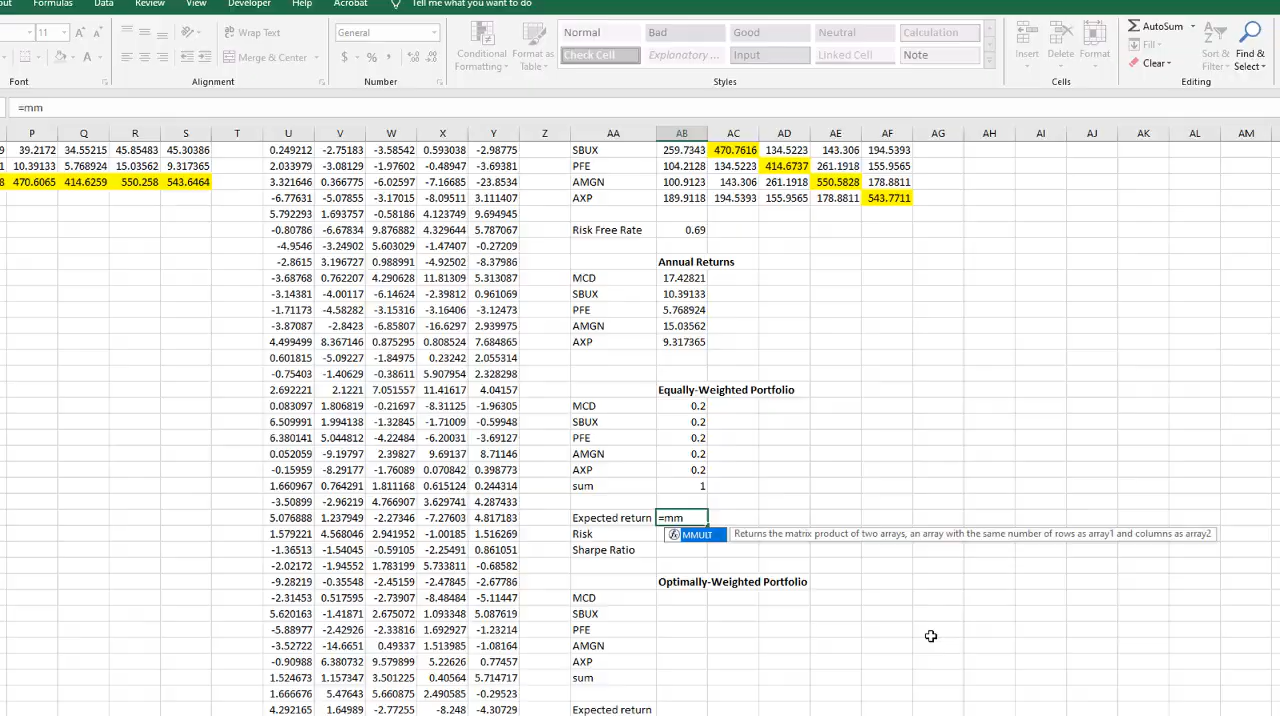 out Formulas Data Review View Developer Help Acrobat Tell me what you want to do
11 A A Wrap Text General Normal Bad Good Neutral Calculation AutoSum
Check Cell Explanatory ... Input Linked Cell Note Fill
Merge & Center $ % Conditional Formatting Format as Table Insert Delete Format Clear Sort & Filter Find & Select
Font Alignment Number Styles Cells Editing
=mm
P Q R S T U V W X Y Z AA AB AC AD AE AF AG AH AI AJ AK AL AM
9 39.2172 34.55215 45.85483 45.30386 0.249212 -2.75183 -3.58542 0.593038 -2.98775 SBUX 259.7343 470.7616 134.5223 143.306 194.5393
1 10.39133 5.768924 15.03562 9.317365 2.033979 -3.08129 -1.97602 -0.48947 -3.69381 PFE 104.2128 134.5223 414.6737 261.1918 155.9565
8 470.6065 414.6259 550.258 543.6464 3.321646 0.366775 -6.02597 -7.16685 -23.8534 AMGN 100.9123 143.306 261.1918 550.5828 178.8811
-6.77631 -5.07855 -3.17015 -8.09511 3.111407 AXP 189.9118 194.5393 155.9565 178.8811 543.7711
5.792293 1.693757 -0.58186 4.123749 9.694945
-0.80786 -6.67834 9.876882 4.329644 5.787067 Risk Free Rate 0.69
-4.9546 -3.24902 5.603029 -1.47407 -0.27209
-2.8615 3.196727 0.988991 -4.92502 -8.37986 Annual Returns
-3.68768 0.762207 4.290628 11.81309 5.313087 MCD 17.42821
-3.14381 -4.00117 -6.14624 -2.39812 0.961069 SBUX 10.39133
-1.71173 -4.58282 -3.15316 -3.16406 -3.12473 PFE 5.768924
-3.87087 -2.8423 -6.85807 -16.6297 2.939975 AMGN 15.03562
4.499499 8.367146 0.875295 0.808524 7.684865 AXP 9.317365
0.601815 -5.09227 -1.84975 0.23242 2.055314
-0.75403 -1.40629 -0.38611 5.907954 2.328298
2.692221 2.1221 7.051557 11.41617 4.04157 Equally-Weighted Portfolio
0.083097 1.806819 -0.21697 -8.31125 -1.96305 MCD 0.2
6.509991 1.994138 -1.32845 -1.71009 -0.59948 SBUX 0.2
6.380141 5.044812 -4.22484 -6.20031 -3.69127 PFE 0.2
0.052059 -9.19797 2.39827 9.69137 8.71146 AMGN 0.2
-0.15959 -8.29177 -1.76089 0.070842 0.398773 AXP 0.2
1.660967 0.764291 1.811168 0.615124 0.244314 sum 1
-3.50899 -2.96219 4.766907 3.629741 4.287433
5.076888 1.237949 -2.27346 -7.27603 4.817183 Expected return =mm
1.579221 4.568046 2.941952 -1.00185 1.516269 Risk MMULT Returns the matrix product of two arrays, an array with the same number of rows as array1 and columns as array2
-1.36513 -1.54045 -0.59105 -2.25491 0.861051 Sharpe Ratio
-2.02172 -1.94552 1.783199 5.733811 -0.68582
-9.28219 -0.35548 -2.45159 -2.47845 -2.67786 Optimally-Weighted Portfolio
-2.31453 0.517595 -2.73907 -8.48484 -5.11447 MCD
5.620163 -1.41871 2.675072 1.093348 5.087619 SBUX
-5.88977 -2.42926 -2.33816 1.692927 -1.23214 PFE
-3.52722 -14.6651 0.49337 1.513985 -1.08164 AMGN
-0.90988 6.380732 9.579899 5.22626 0.77457 AXP
1.524673 1.157347 3.501225 0.40564 5.714757 sum
1.666676 5.47643 5.660875 2.490585 -0.29523
4.292165 1.64989 -2.77255 -8.248 -4.30729 Expected return